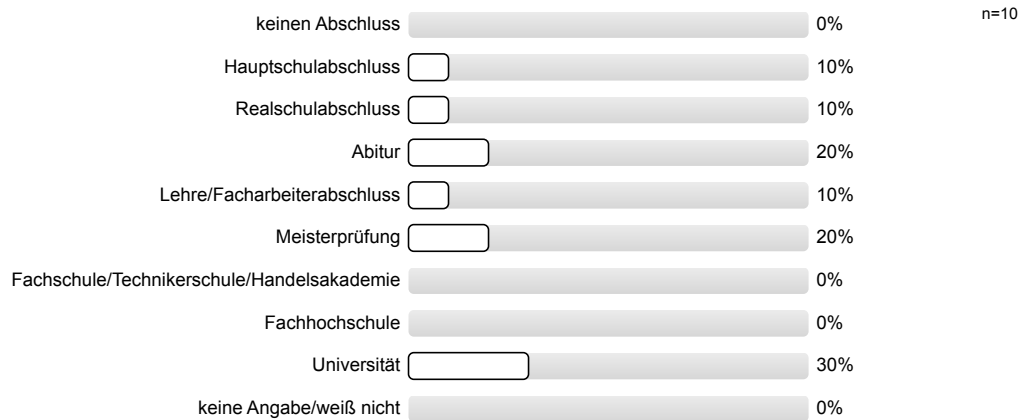 keinen Abschluss 0% n=10
Hauptschulabschluss 10%
Realschulabschluss 10%
Abitur 20%
Lehre/Facharbeiterabschluss 10%
Meisterprüfung 20%
Fachschule/Technikerschule/Handelsakademie 0%
Fachhochschule 0%
Universität 30%
keine Angabe/weiß nicht 0%